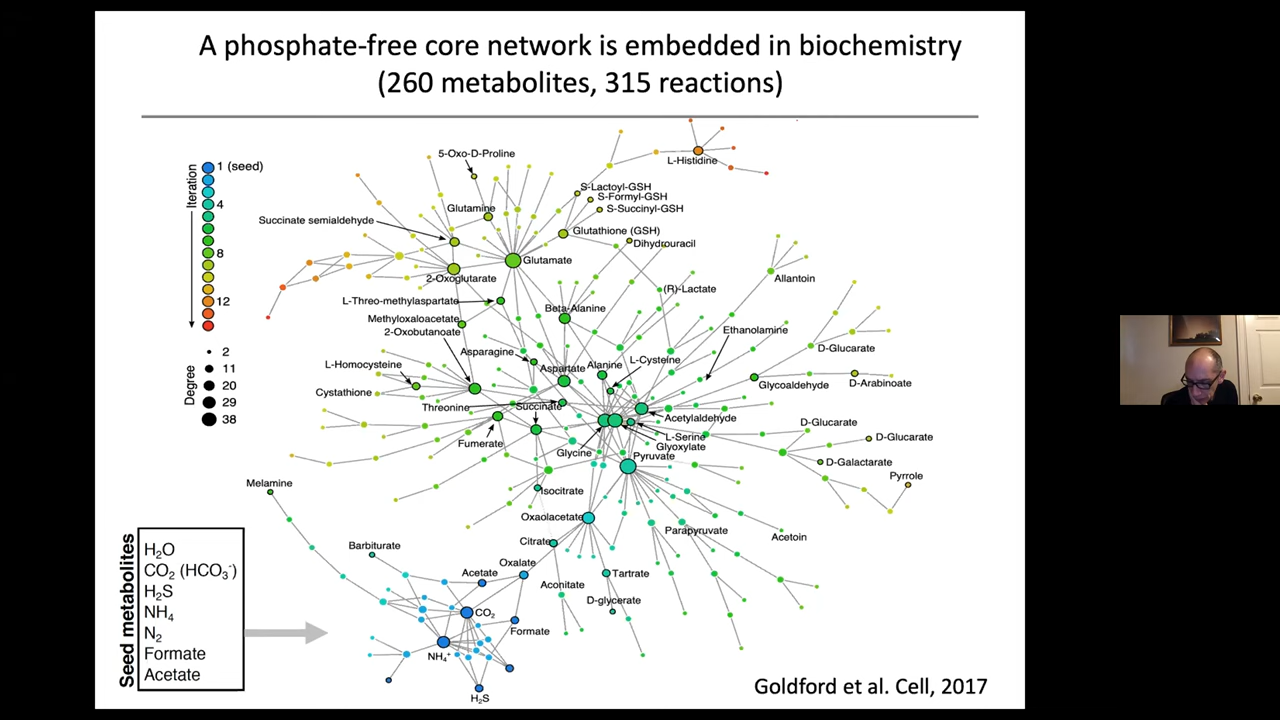 A phosphate-free core network is embedded in biochemistry
(260 metabolites, 315 reactions)
Iteration
1 (seed)
4
8
12
Degree
2
11
20
29
38
L-Histidine
5-Oxo-D-Proline
S-Lactoyl-GSH
S-Formyl-GSH
S-Succinyl-GSH
Glutamine
Succinate semialdehyde
Glutathione (GSH)
Dihydrouracil
Glutamate
2-Oxoglutarate
Allantoin
(R)-Lactate
L-Threo-methylaspartate
Beta-Alanine
Methyloxaloacetate
2-Oxobutanoate
Ethanolamine
Asparagine
D-Glucarate
L-Homocysteine
Aspartate
Alanine
L-Cysteine
Glycoaldehyde
D-Arabinoate
Cystathione
Threonine
Succinate
Acetylaldehyde
D-Glucarate
L-Serine
D-Glucarate
Fumerate
Glyoxylate
Glycine
Pyruvate
D-Galactarate
Pyrrole
Melamine
Isocitrate
Oxaolacetate
Parapyruvate
Acetoin
Citrate
Barbiturate
Oxalate
Acetate
Aconitate
Tartrate
D-glycerate
CO₂
Formate
NH₄⁺
H₂S
Seed metabolites
H₂O
CO₂ (HCO₃⁻)
H₂S
NH₄
N₂
Formate
Acetate
Goldford et al. Cell, 2017